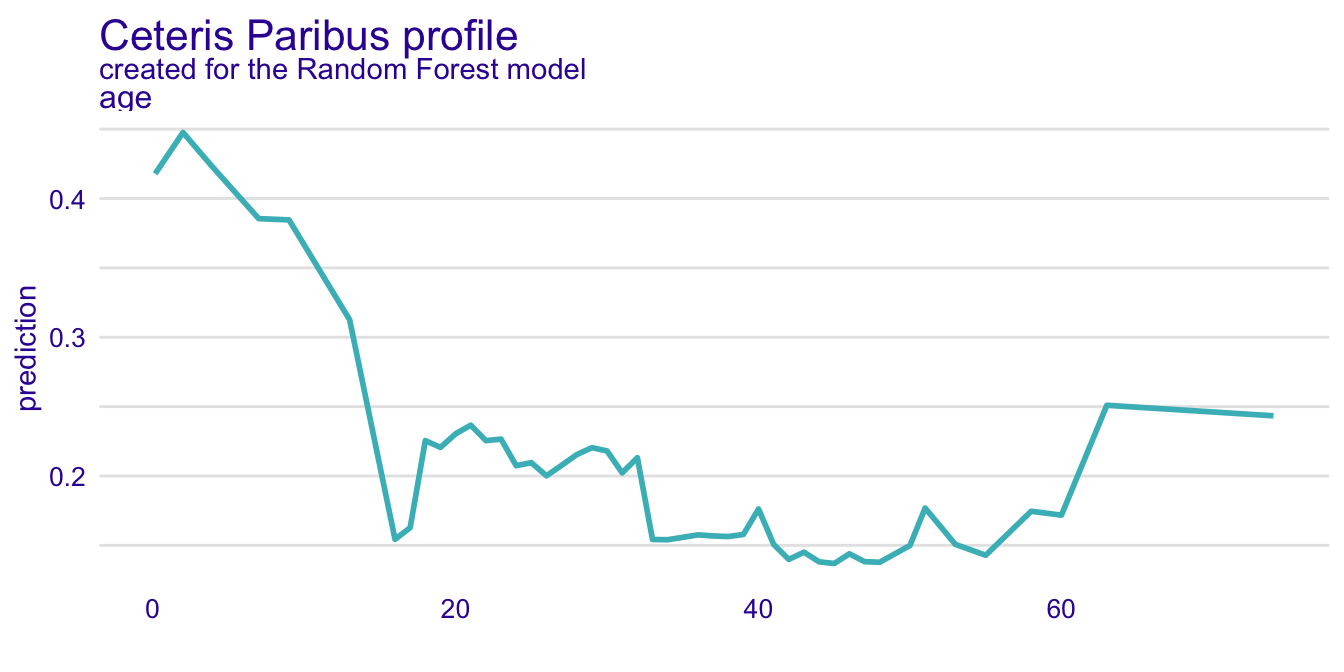 Ceteris Paribus profile
created for the Random Forest model
age
prediction
0.4
0.3
0.2
0
20
40
60